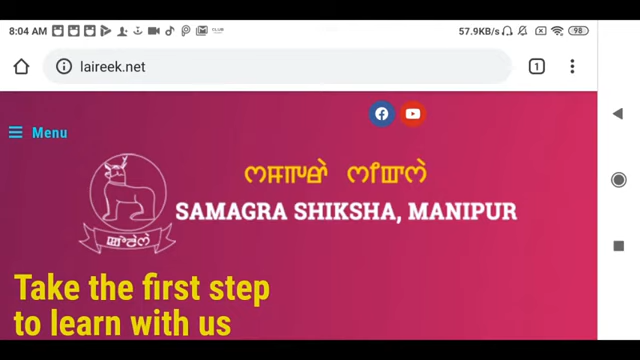 8:04 AM
57.9KB/s
98
laireek.net
1
Menu
SAMAGRA SHIKSHA, MANIPUR
Take the first step
to learn with us